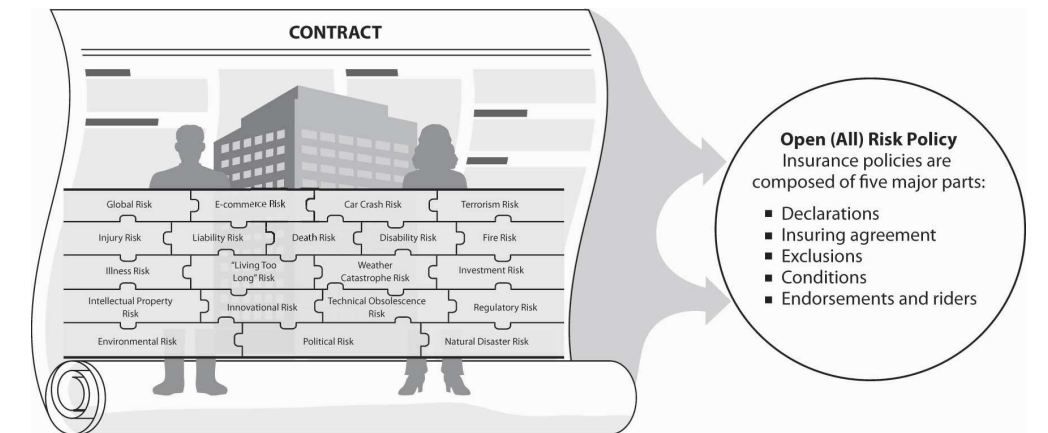 CONTRACT
Global Risk
E-commerce Risk
Car Crash Risk
Terrorism Risk
Injury Risk
Liability Risk
Death Risk
Disability Risk
Fire Risk
Illness Risk
"Living Too
Long" Risk
Weather
Catastrophe Risk
Investment Risk
Intellectual Property
Risk
Innovational Risk
Technical Obsolescence
Risk
Regulatory Risk
Environmental Risk
Political Risk
Natural Disaster Risk
Open (All) Risk Policy
Insurance policies are
composed of five major parts:
▪ Declarations
▪ Insuring agreement
▪ Exclusions
▪ Conditions
▪ Endorsements and riders